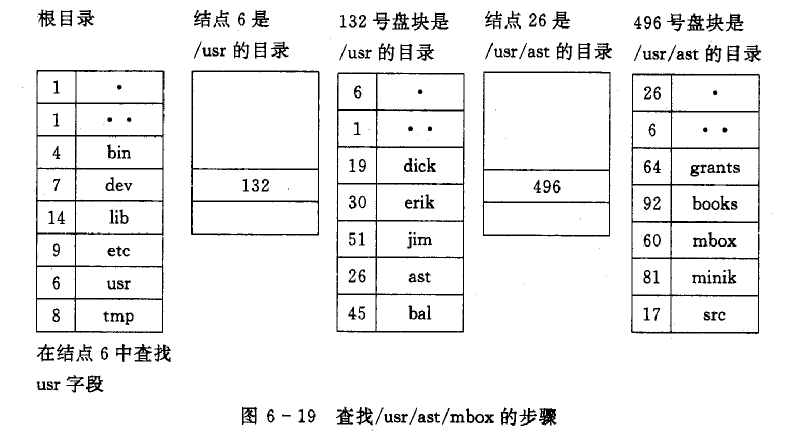 根目录
1 •
1 • •
4 bin
7 dev
14 lib
9 etc
6 usr
8 tmp
在结点 6 中查找
usr 字段
结点 6 是
/usr 的目录
132
132 号盘块是
/usr 的目录
6 •
1 • •
19 dick
30 erik
51 jim
26 ast
45 bal
结点 26 是
/usr/ast 的目录
496
496 号盘块是
/usr/ast 的目录
26 •
6 • •
64 grants
92 books
60 mbox
81 minik
17 src
图 6-19 查找/usr/ast/mbox 的步骤